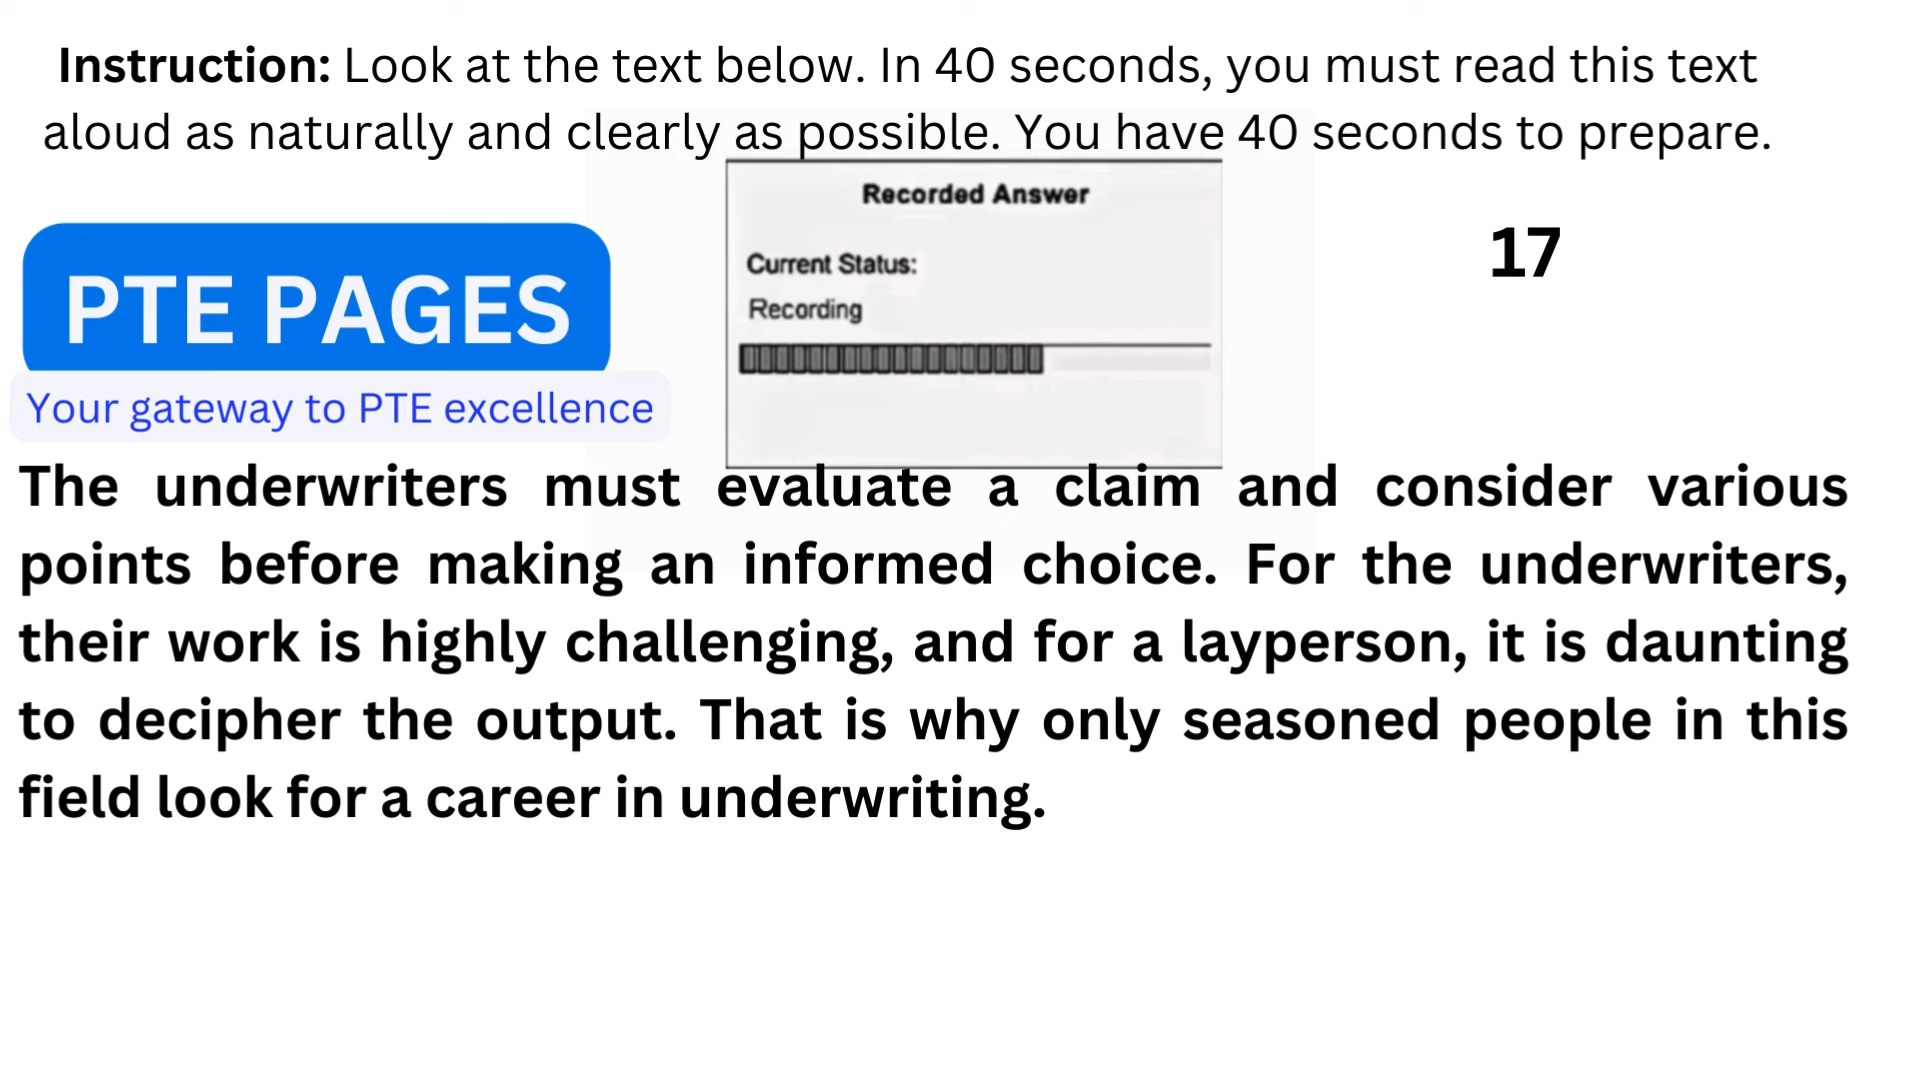 Instruction: Look at the text below. In 40 seconds, you must read this text
aloud as naturally and clearly as possible. You have 40 seconds to prepare.
Recorded Answer
Current Status:
Recording
17
PTE PAGES
Your gateway to PTE excellence
The underwriters must evaluate a claim and consider various
points before making an informed choice. For the underwriters,
their work is highly challenging, and for a layperson, it is daunting
to decipher the output. That is why only seasoned people in this
field look for a career in underwriting.